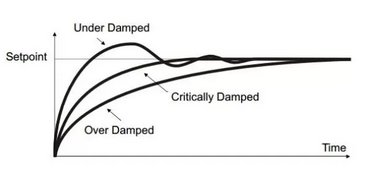 Under Damped
Setpoint
Critically Damped
Over Damped
Time